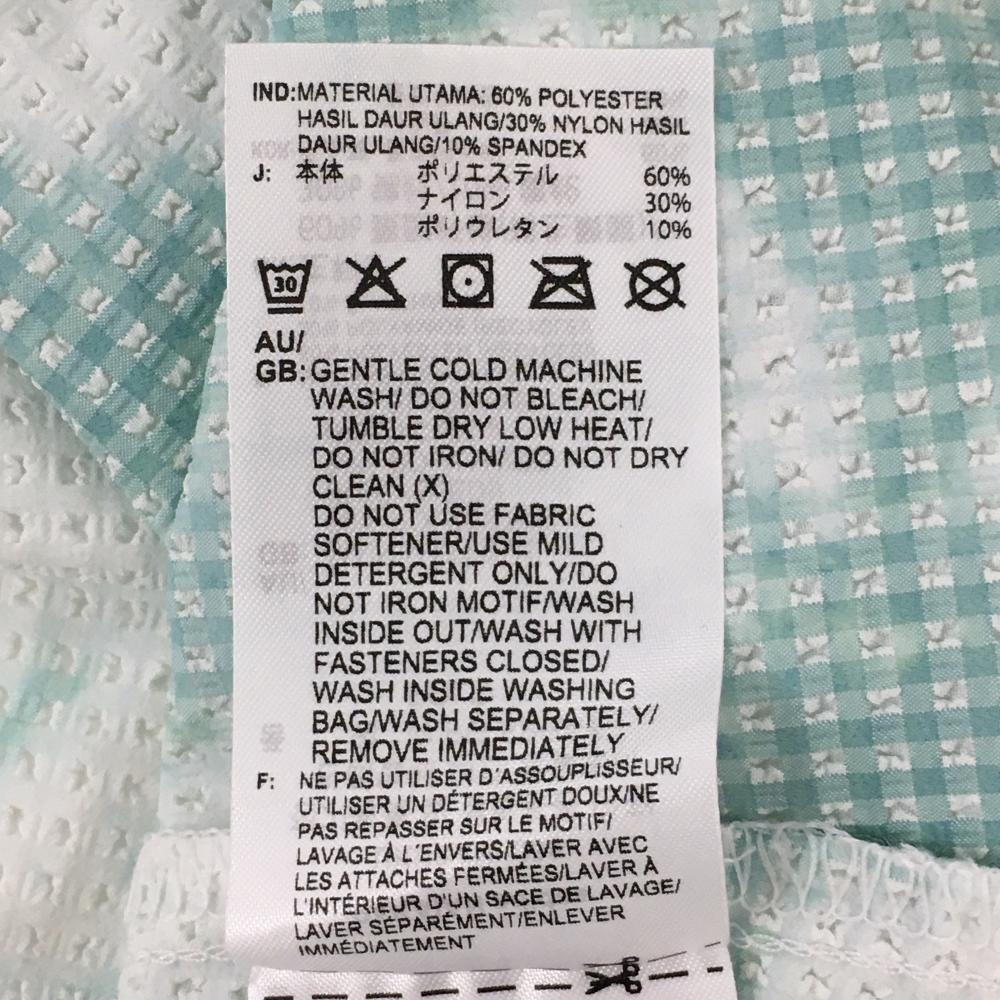 IND:MATERIAL UTAMA: 60% POLYESTER
HASIL DAUR ULANG/30% NYLON HASIL
DAUR ULANG/10% SPANDEX
J: 本体 ポリエステル 60%
ナイロン 30%
ポリウレタン 10%
30
AU/
GB: GENTLE COLD MACHINE
WASH/ DO NOT BLEACH/
TUMBLE DRY LOW HEAT/
DO NOT IRON/ DO NOT DRY
CLEAN (X)
DO NOT USE FABRIC
SOFTENER/USE MILD
DETERGENT ONLY/DO
NOT IRON MOTIF/WASH
INSIDE OUT/WASH WITH
FASTENERS CLOSED/
WASH INSIDE WASHING
BAG/WASH SEPARATELY/
REMOVE IMMEDIATELY
F: NE PAS UTILISER D'ASSOUPLISSEUR/
UTILISER UN DÉTERGENT DOUX/NE
PAS REPASSER SUR LE MOTIF/
LAVAGE À L'ENVERS/LAVER AVEC
LES ATTACHES FERMÉES/LAVER À
L'INTÉRIEUR D'UN SACE DE LAVAGE/
LAVER SÉPARÉMENT/ENLEVER
IMMÉDIATEMENT